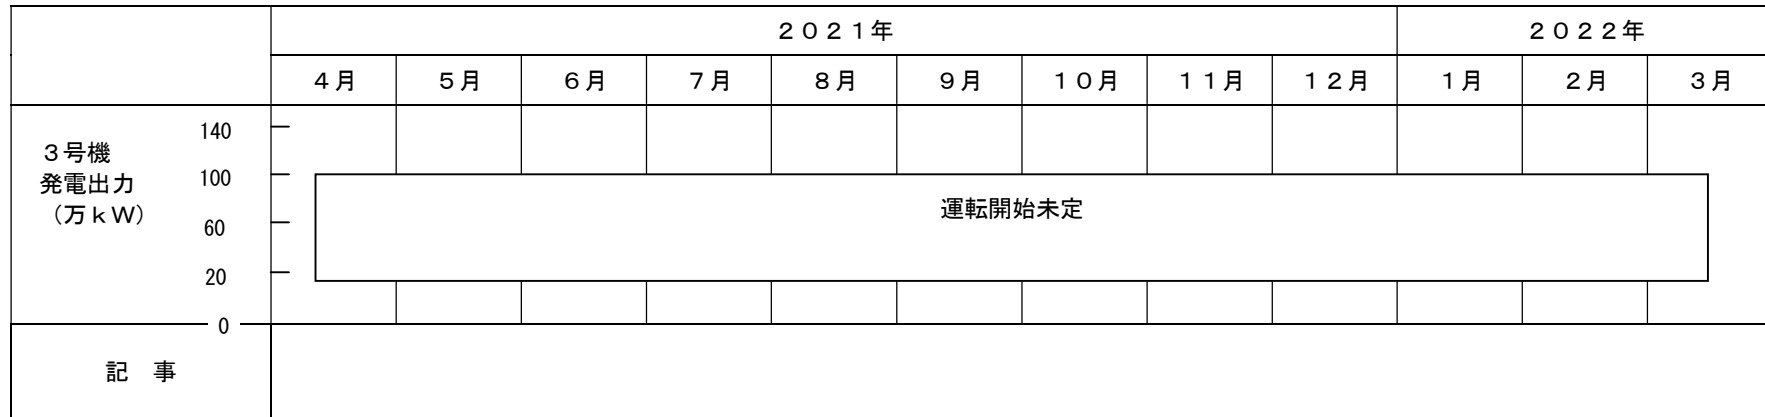 ２０２１年 ２０２２年
４月 ５月 ６月 ７月 ８月 ９月 １０月 １１月 １２月 １月 ２月 ３月
３号機
発電出力
（万ｋＷ）
140
100
60
20
0
運転開始未定
記　事